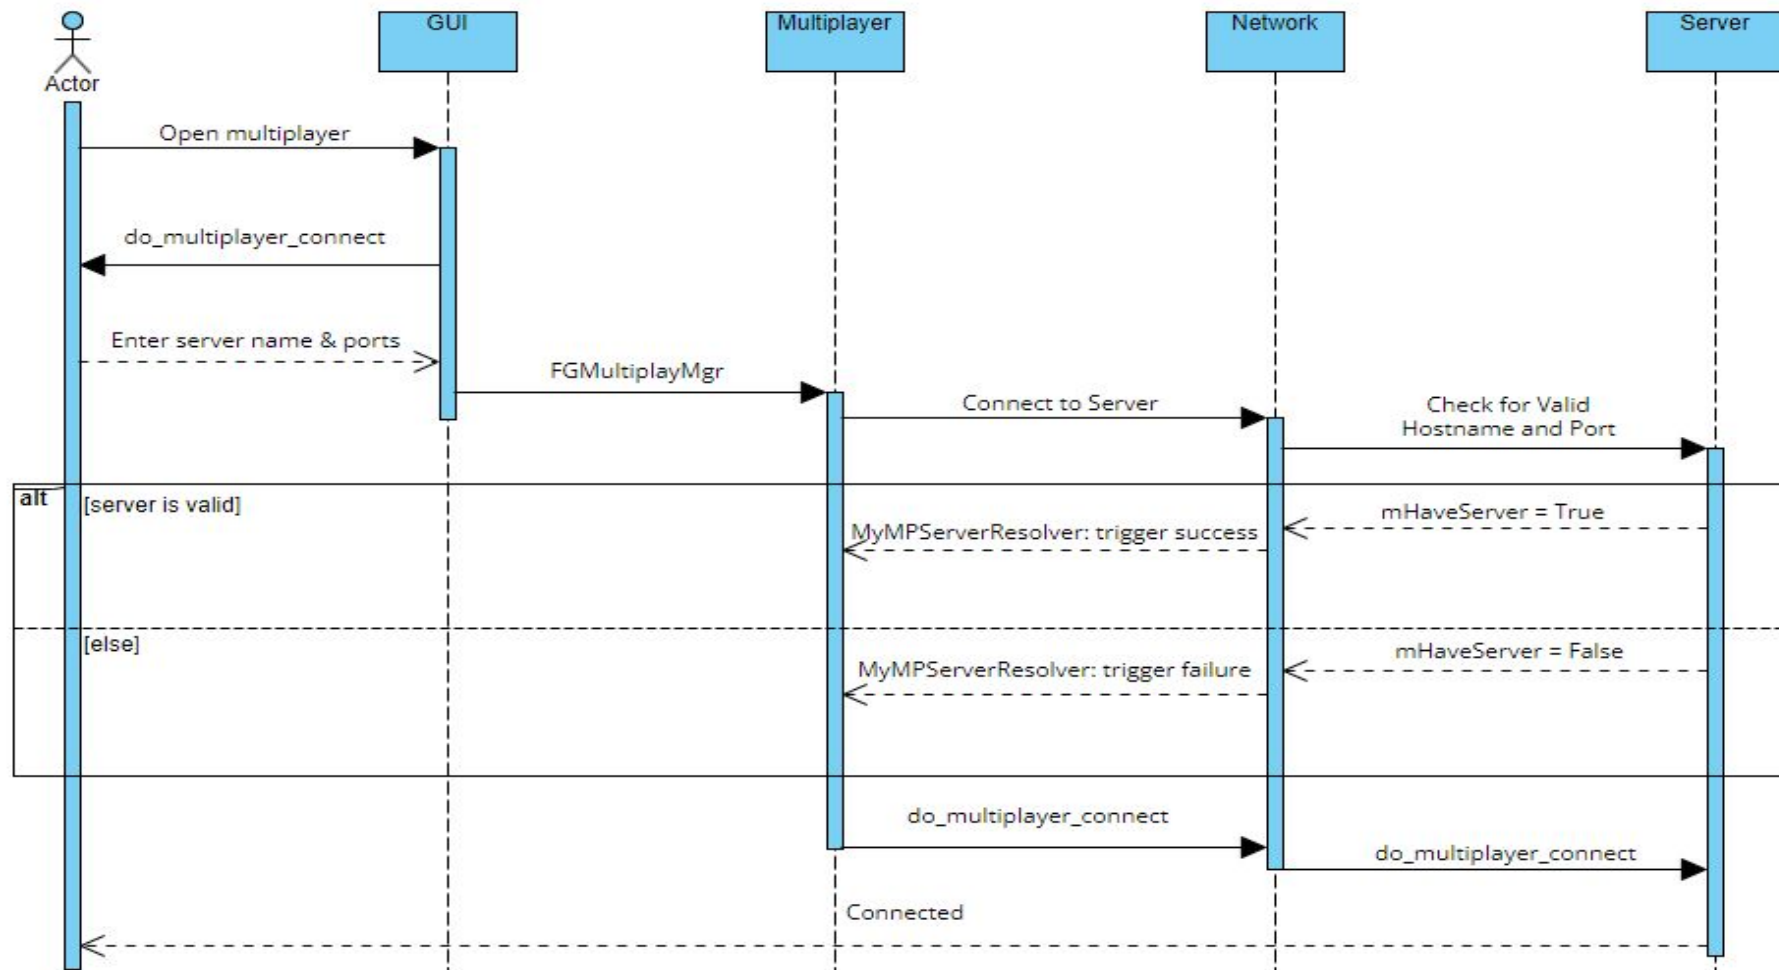 GUI
Multiplayer
Network
Server
Actor
Open multiplayer
do_multiplayer_connect
Enter server name & ports
FGMultiplayMgr
Connect to Server
Check for Valid
Hostname and Port
alt
[server is valid]
mHaveServer = True
MyMPServerResolver: trigger success
[else]
mHaveServer = False
MyMPServerResolver: trigger failure
do_multiplayer_connect
do_multiplayer_connect
Connected